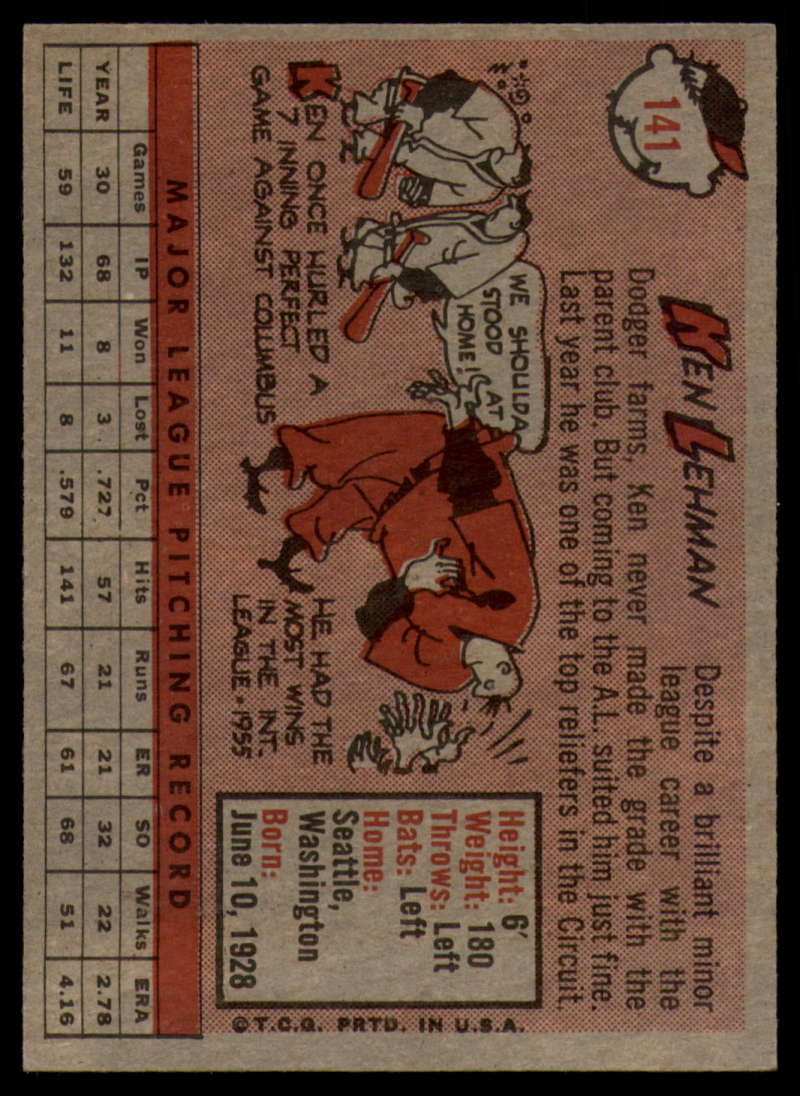 141
KEN LEHMAN
Despite a brilliant minor
league career with the
Dodger farms, Ken never made the grade with the
parent club. But coming to the A.L. suited him just fine.
Last year he was one of the top reliefers in the Circuit.
WE SHOULDA
STOOD AT
HOME!
KEN ONCE HURLED A
7 INNING PERFECT
GAME AGAINST COLUMBUS
HE HAD THE
MOST WINS
IN THE INT.
LEAGUE • 1955
Height: 6'
Weight: 180
Throws: Left
Bats: Left
Home:
Seattle,
Washington
Born:
June 10, 1928
©T.C.G. PRTD. IN U.S.A.
MAJOR LEAGUE PITCHING RECORD
Games IP Won Lost Pct Hits Runs ER SO Walks ERA
YEAR 30 68 8 3 .727 57 21 21 32 22 2.78
LIFE 59 132 11 8 .579 141 67 61 68 51 4.16